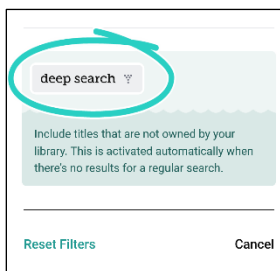 deep search
Include titles that are not owned by your
library. This is activated automatically when
there's no results for a regular search.
Reset Filters
Cancel